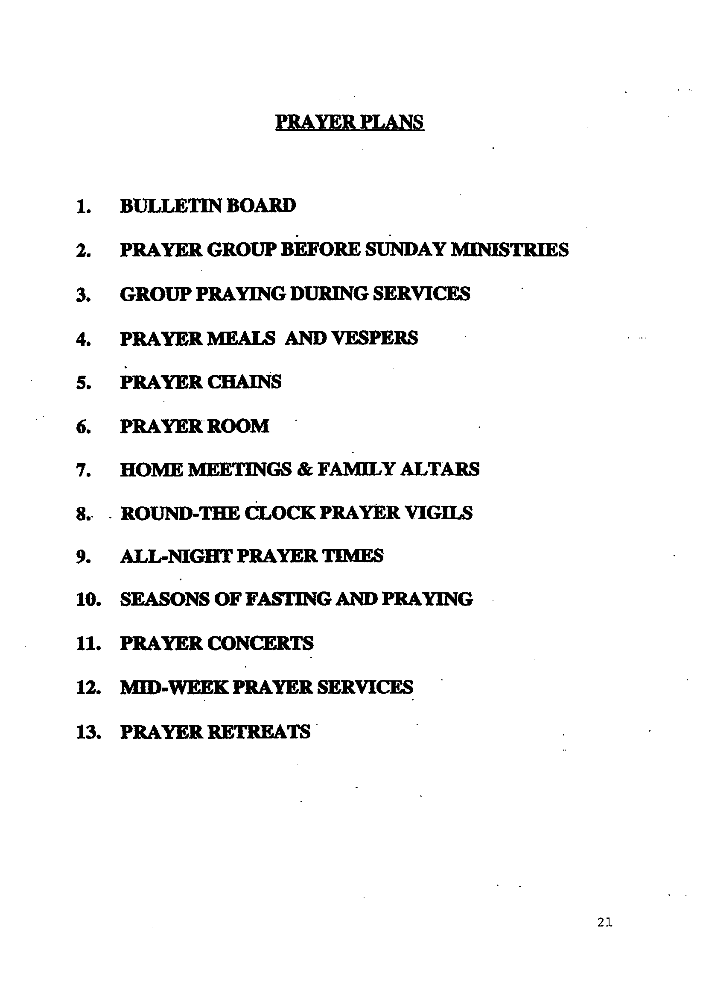 PRAYER PLANS
1. BULLETIN BOARD
2. PRAYER GROUP BEFORE SUNDAY MINISTRIES
3. GROUP PRAYING DURING SERVICES
4. PRAYER MEALS AND VESPERS
5. PRAYER CHAINS
6. PRAYER ROOM
7. HOME MEETINGS & FAMILY ALTARS
8. ROUND-THE CLOCK PRAYER VIGILS
9. ALL-NIGHT PRAYER TIMES
10. SEASONS OF FASTING AND PRAYING
11. PRAYER CONCERTS
12. MID-WEEK PRAYER SERVICES
13. PRAYER RETREATS
21